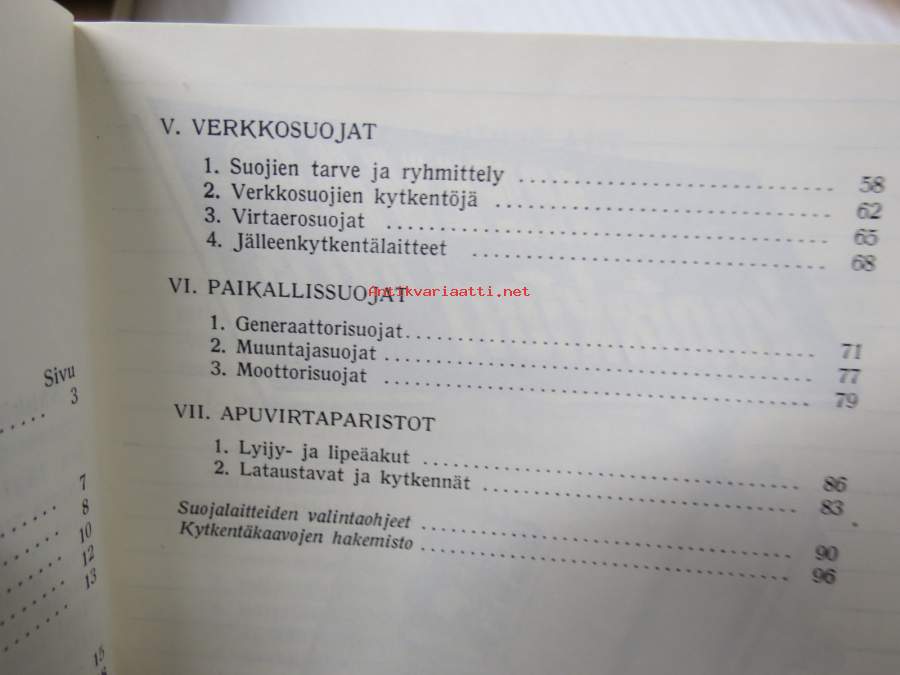 Sivu
3
7
8
10
12
13
15
V. VERKKOSUOJAT
1. Suojien tarve ja ryhmittely .............................. 58
2. Verkkosuojien kytkentöjä .............................. 62
3. Virtaerosuojat .............................. 65
4. Jälleenkytkentälaitteet .............................. 68
VI. PAIKALLISSUOJAT
Antikvariaatti.net
1. Generaattorisuojat .............................. 71
2. Muuntajasuojat .............................. 77
3. Moottorisuojat .............................. 79
VII. APUVIRTAPARISTOT
1. Lyijy- ja lipeäakut .............................. 86
2. Lataustavat ja kytkennät .............................. 83
Suojalaitteiden valintaohjeet .............................. 90
Kytkentäkaavojen hakemisto .............................. 96